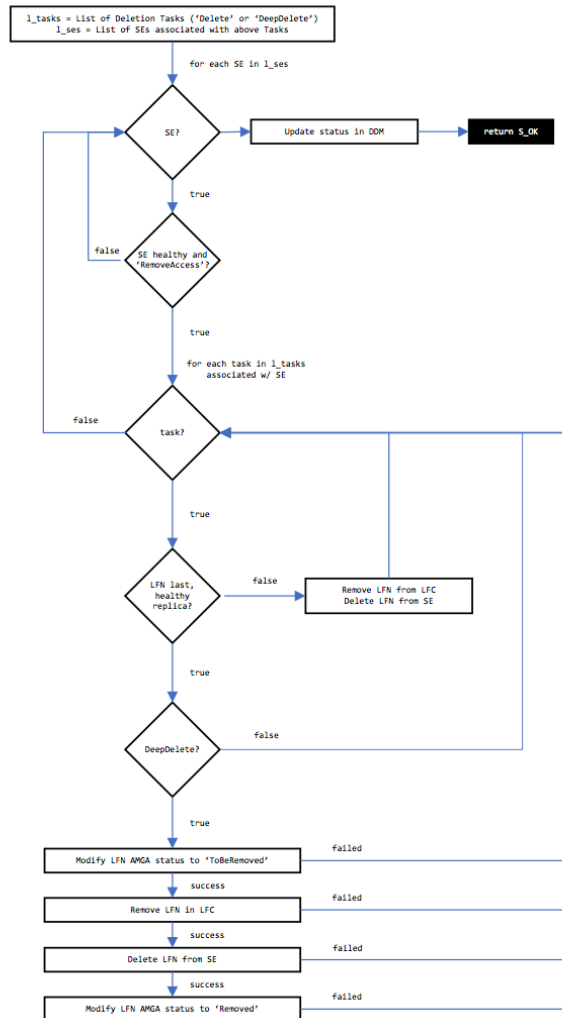 l_tasks = List of Deletion Tasks (‘Delete’ or ‘DeepDelete’)
l_ses = List of SEs associated with above Tasks
for each SE in l_ses
SE?
Update status in DDM
return S_OK
true
false
SE healthy and
‘RemoveAccess’?
true
for each task in l_tasks
associated w/ SE
false
task?
true
LFN last,
healthy
replica?
false
Remove LFN from LFC
Delete LFN from SE
true
DeepDelete?
false
true
Modify LFN AMGA status to ‘ToBeRemoved’
failed
success
Remove LFN in LFC
failed
success
Delete LFN from SE
failed
success
Modify LFN AMGA status to ‘Removed’
failed